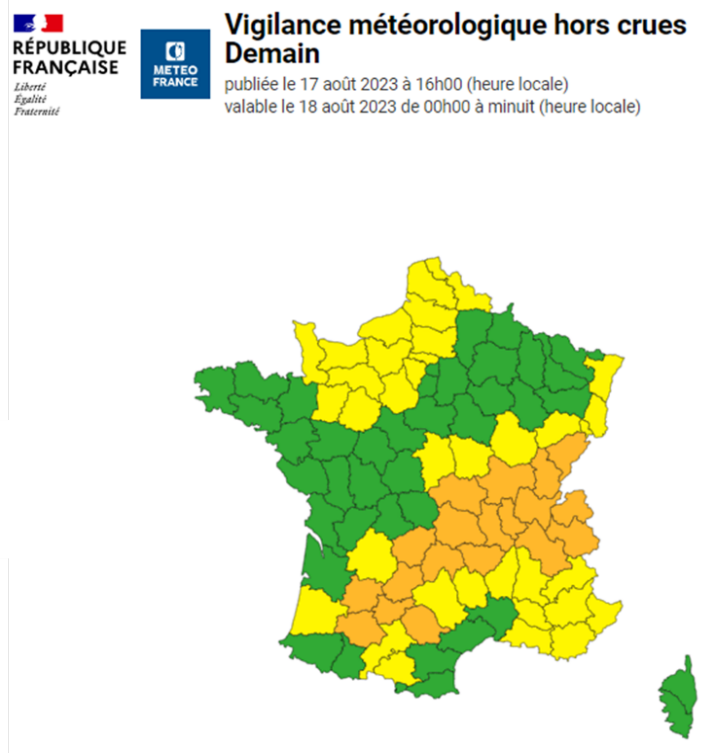 RÉPUBLIQUE
FRANÇAISE
Liberté
Égalité
Fraternité
METEO
FRANCE
Vigilance météorologique hors crues
Demain
publiée le 17 août 2023 à 16h00 (heure locale)
valable le 18 août 2023 de 00h00 à minuit (heure locale)